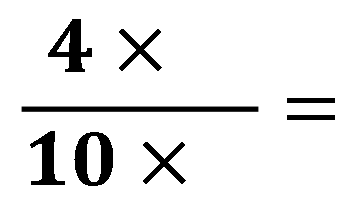 4 ×
10 × =